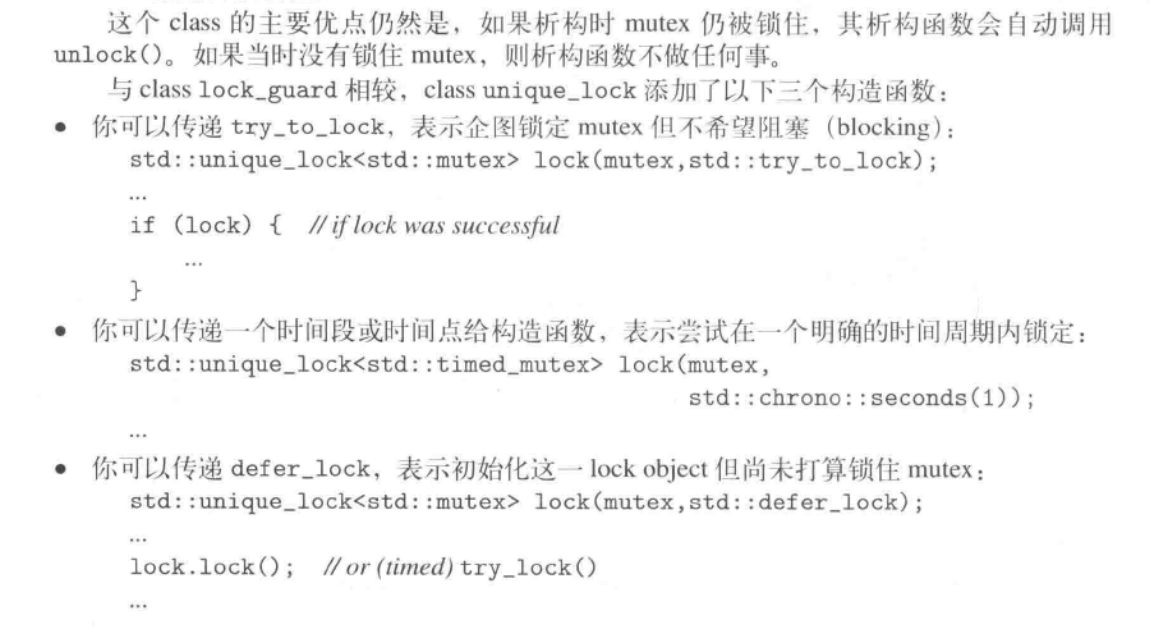 这个 class 的主要优点仍然是，如果析构时 mutex 仍被锁住，其析构函数会自动调用
unlock()。如果当时没有锁住 mutex，则析构函数不做任何事。
与 class lock_guard 相较，class unique_lock 添加了以下三个构造函数：
• 你可以传递 try_to_lock，表示企图锁定 mutex 但不希望阻塞（blocking）：
std::unique_lock<std::mutex> lock(mutex,std::try_to_lock);
...
if (lock) { // if lock was successful
...
}
• 你可以传递一个时间段或时间点给构造函数，表示尝试在一个明确的时间周期内锁定：
std::unique_lock<std::timed_mutex> lock(mutex,
std::chrono::seconds(1));
...
• 你可以传递 defer_lock，表示初始化这一 lock object 但尚未打算锁住 mutex：
std::unique_lock<std::mutex> lock(mutex,std::defer_lock);
...
lock.lock(); // or (timed) try_lock()
...